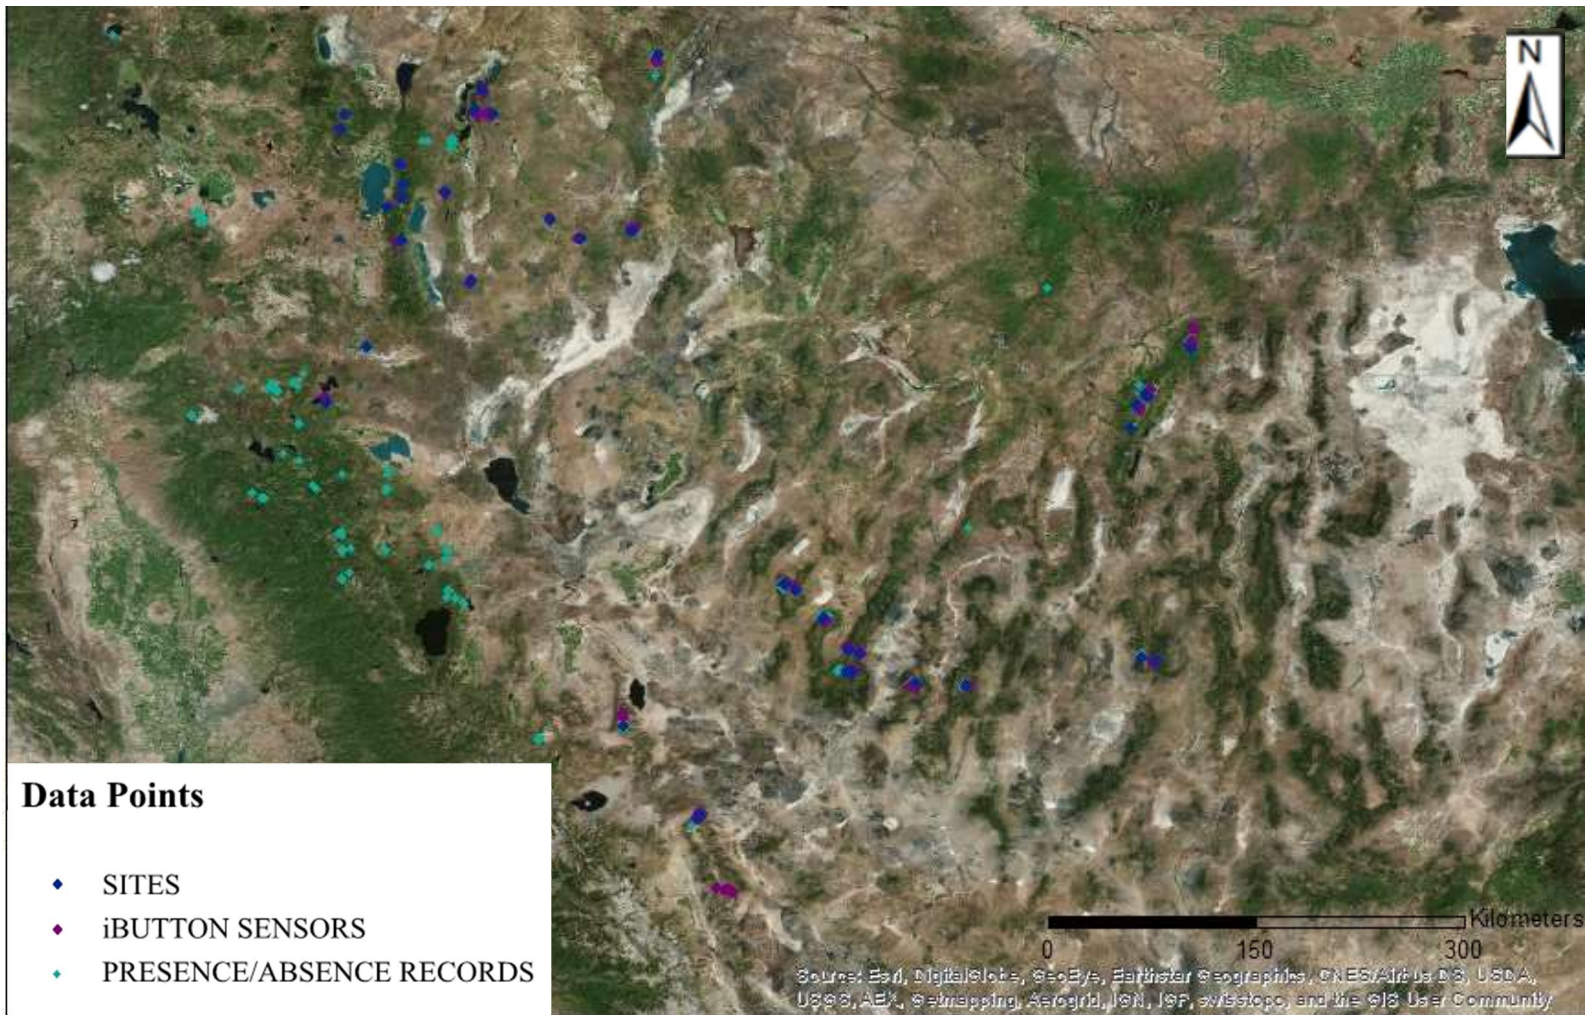 N
Data Points
SITES
iBUTTON SENSORS
PRESENCE/ABSENCE RECORDS
Kilometers
0 150 300
Source: Esri, DigitalGlobe, GeoEye, Earthstar Geographics, CNES/Airbus DS, USDA,
USGS, AEX, Getmapping, Aerogrid, IGN, IGP, swisstopo, and the GIS User Community